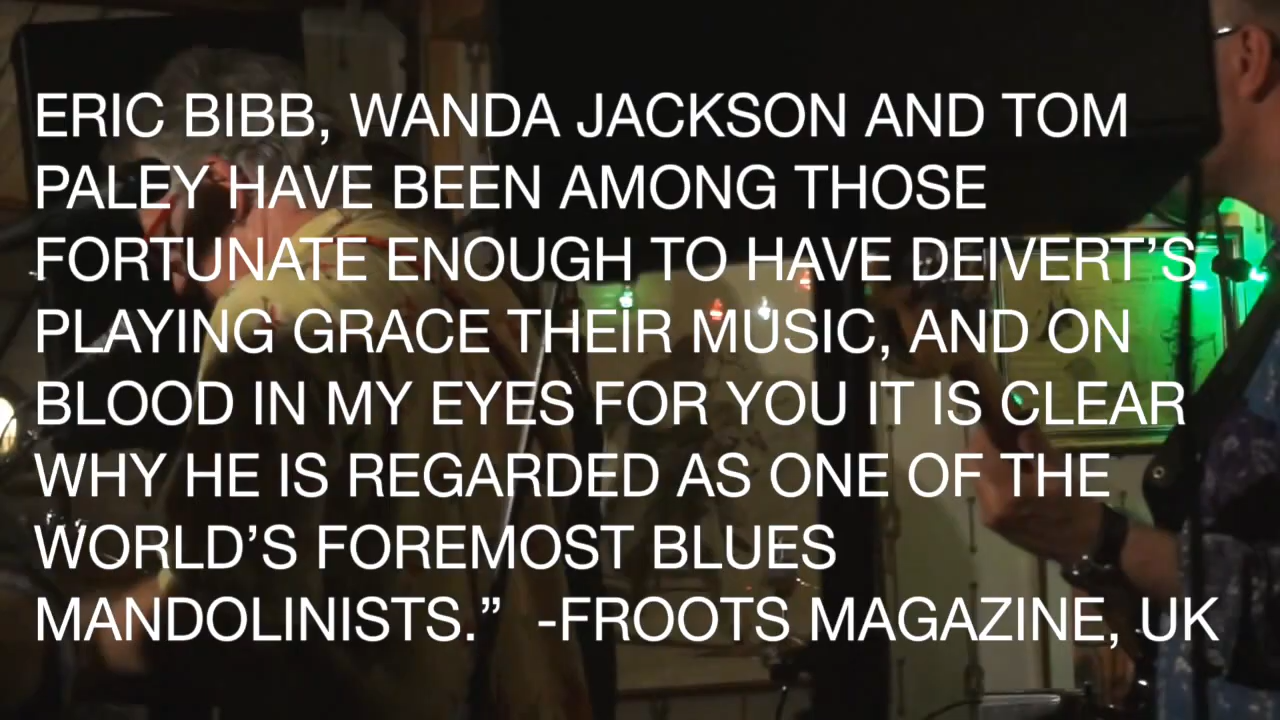 ERIC BIBB, WANDA JACKSON AND TOM
PALEY HAVE BEEN AMONG THOSE
FORTUNATE ENOUGH TO HAVE DEIVERT’S
PLAYING GRACE THEIR MUSIC, AND ON
BLOOD IN MY EYES FOR YOU IT IS CLEAR
WHY HE IS REGARDED AS ONE OF THE
WORLD’S FOREMOST BLUES
MANDOLINISTS.”  -FROOTS MAGAZINE, UK